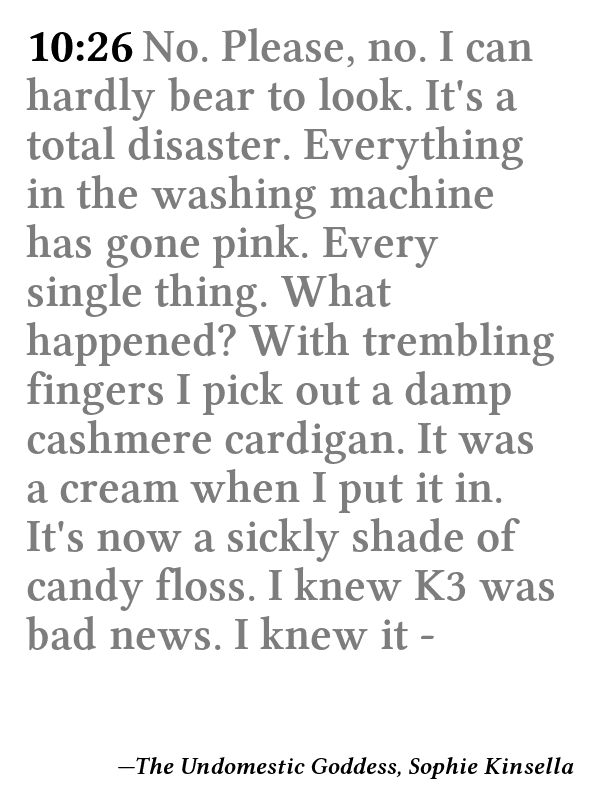 10:26 No. Please, no. I can
hardly bear to look. It's a
total disaster. Everything
in the washing machine
has gone pink. Every
single thing. What
happened? With trembling
fingers I pick out a damp
cashmere cardigan. It was
a cream when I put it in.
It's now a sickly shade of
candy floss. I knew K3 was
bad news. I knew it -
—The Undomestic Goddess, Sophie Kinsella